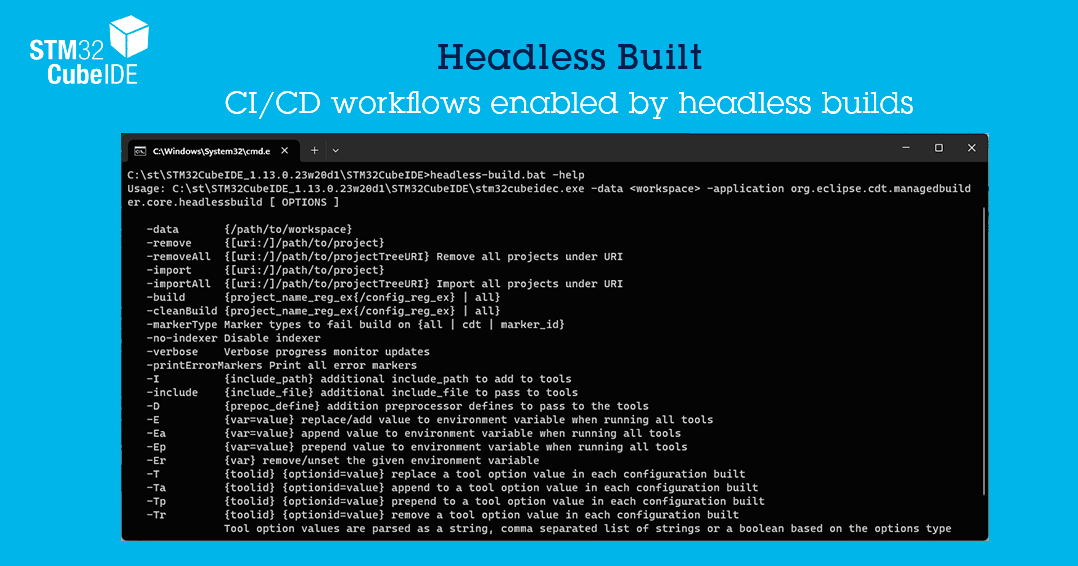 STM32
CubeIDE
Headless Built
CI/CD workflows enabled by headless builds
C:\Windows\System32\cmd.e
C:\st\STM32CubeIDE_1.13.0.23w20d1\STM32CubeIDE>headless-build.bat -help
Usage: C:\st\STM32CubeIDE_1.13.0.23w20d1\STM32CubeIDE\stm32cubeidec.exe -data <workspace> -application org.eclipse.cdt.managedbuild
er.core.headlessbuild [ OPTIONS ]
-data {/path/to/workspace}
-remove {[uri:/]/path/to/project}
-removeAll {[uri:/]/path/to/projectTreeURI} Remove all projects under URI
-import {[uri:/]/path/to/project}
-importAll {[uri:/]/path/to/projectTreeURI} Import all projects under URI
-build {project_name_reg_ex{/config_reg_ex} | all}
-cleanBuild {project_name_reg_ex{/config_reg_ex} | all}
-markerType Marker types to fail build on {all | cdt | marker_id}
-no-indexer Disable indexer
-verbose Verbose progress monitor updates
-printErrorMarkers Print all error markers
-I {include_path} additional include_path to add to tools
-include {include_file} additional include_file to pass to tools
-D {prepoc_define} addition preprocessor defines to pass to the tools
-E {var=value} replace/add value to environment variable when running all tools
-Ea {var=value} append value to environment variable when running all tools
-Ep {var=value} prepend value to environment variable when running all tools
-Er {var} remove/unset the given environment variable
-T {toolid} {optionid=value} replace a tool option value in each configuration built
-Ta {toolid} {optionid=value} append to a tool option value in each configuration built
-Tp {toolid} {optionid=value} prepend to a tool option value in each configuration built
-Tr {toolid} {optionid=value} remove a tool option value in each configuration built
Tool option values are parsed as a string, comma separated list of strings or a boolean based on the options type